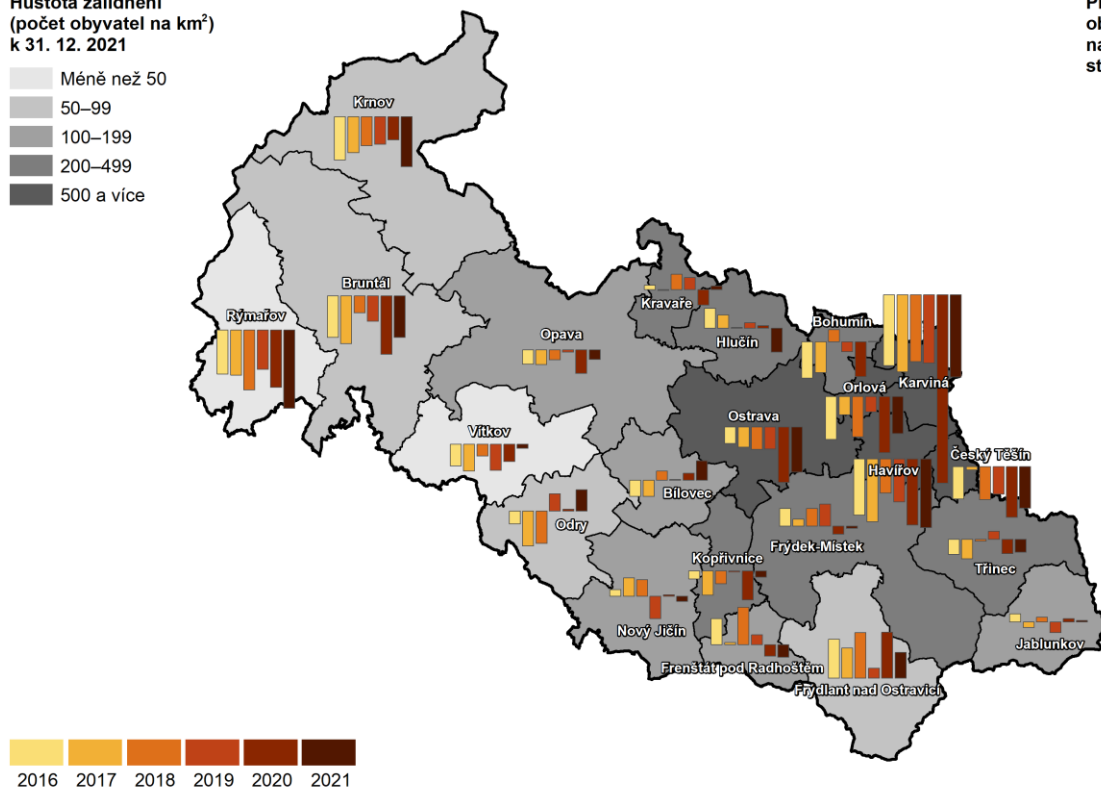 Hustota zalidnění
(počet obyvatel na km²)
k 31. 12. 2021
Méně než 50
50–99
100–199
200–499
500 a více
Krnov
Bruntál
Rýmařov
Opava
Kravaře
Hlučín
Bohumín
Karviná
Orlová
Ostrava
Vítkov
Havířov
Český Těšín
Bílovec
Odry
Frýdek-Místek
Kopřivnice
Třinec
Nový Jičín
Jablunkov
Frenštát pod Radhoštěm
Frýdlant nad Ostravicí
2016 2017 2018 2019 2020 2021